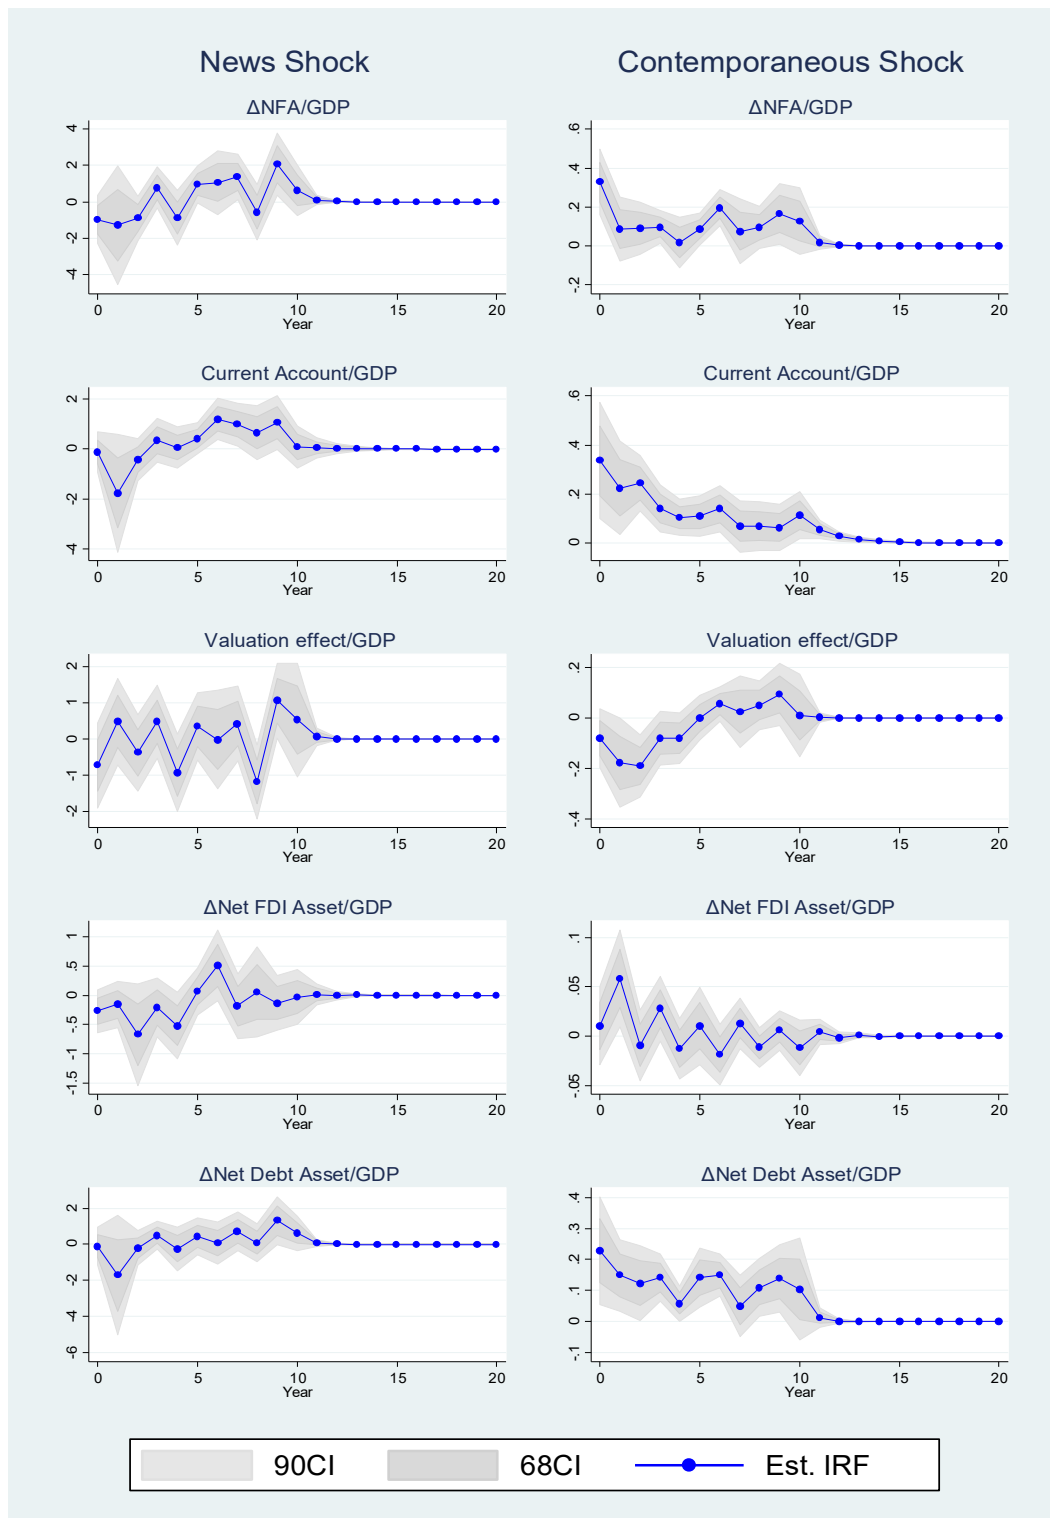 News Shock
Contemporaneous Shock
ΔNFA/GDP
4
2
0
-2
-4
0 5 10 15 20
Year
ΔNFA/GDP
.6
.4
.2
0
-.2
0 5 10 15 20
Year
Current Account/GDP
2
0
-2
-4
0 5 10 15 20
Year
Current Account/GDP
.6
.4
.2
0
0 5 10 15 20
Year
Valuation effect/GDP
2
1
0
-1
-2
0 5 10 15 20
Year
Valuation effect/GDP
.2
0
-.2
-.4
0 5 10 15 20
Year
ΔNet FDI Asset/GDP
1
.5
0
-.5
-1
-1.5
0 5 10 15 20
Year
ΔNet FDI Asset/GDP
.1
.05
0
-.05
0 5 10 15 20
Year
ΔNet Debt Asset/GDP
2
0
-2
-4
-6
0 5 10 15 20
Year
ΔNet Debt Asset/GDP
.4
.3
.2
.1
0
-.1
0 5 10 15 20
Year
90CI 68CI Est. IRF